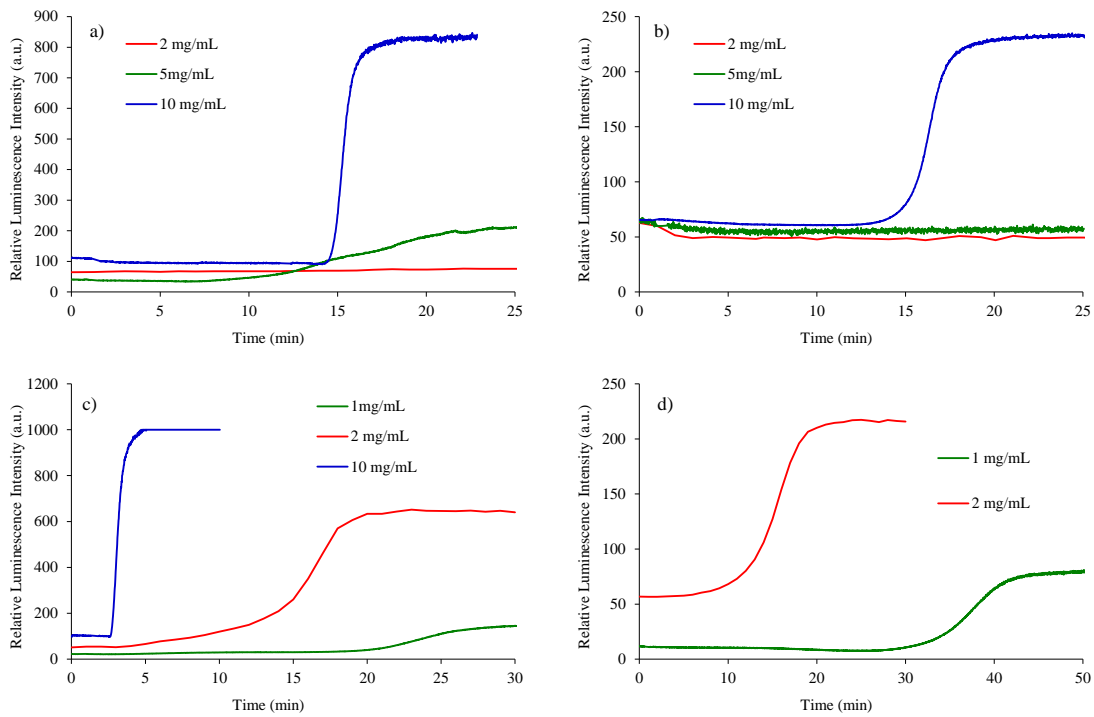 a)
Relative Luminescence Intensity (a.u.)
900
800
700
600
500
400
300
200
100
0
2 mg/mL
5mg/mL
10 mg/mL
0 5 10 15 20 25
Time (min)
b)
Relative Luminescence Intensity (a.u.)
250
200
150
100
50
0
2 mg/mL
5mg/mL
10 mg/mL
0 5 10 15 20 25
Time (min)
c)
Relative Luminescence Intensity (a.u.)
1200
1000
800
600
400
200
0
1mg/mL
2 mg/mL
10 mg/mL
0 5 10 15 20 25 30
Time (min)
d)
Relative Luminescence Intensity (a.u.)
250
200
150
100
50
0
1 mg/mL
2 mg/mL
0 10 20 30 40 50
Time (min)